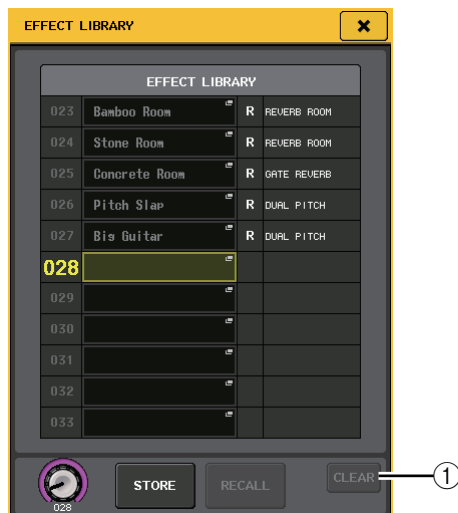 EFFECT LIBRARY
EFFECT LIBRARY
023 Bamboo Room R REVERB ROOM
024 Stone Room R REVERB ROOM
025 Concrete Room R GATE REVERB
026 Pitch Slap R DUAL PITCH
027 Big Guitar R DUAL PITCH
028
029
030
031
032
033
028 STORE RECALL CLEAR 1